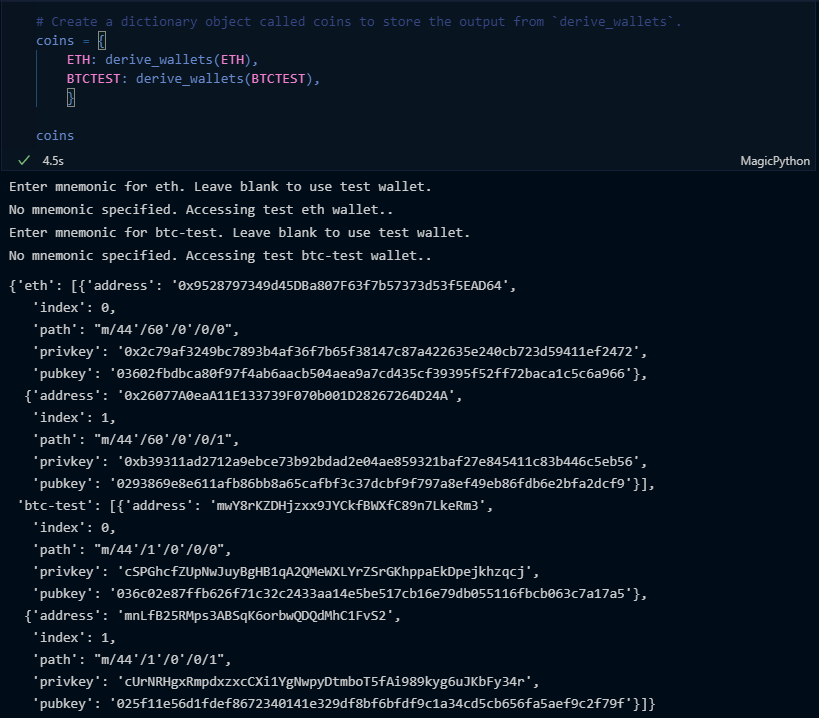 # Create a dictionary object called coins to store the output from `derive_wallets`.
coins = {
    ETH: derive_wallets(ETH),
    BTCTEST: derive_wallets(BTCTEST),
    }
coins
4.5s
MagicPython
Enter mnemonic for eth. Leave blank to use test wallet.
No mnemonic specified. Accessing test eth wallet..
Enter mnemonic for btc-test. Leave blank to use test wallet.
No mnemonic specified. Accessing test btc-test wallet..
{'eth': [{'address': '0x9528797349d45DBa807F63f7b57373d53f5EAD64',
   'index': 0,
   'path': "m/44'/60'/0'/0/0",
   'privkey': '0x2c79af3249bc7893b4af36f7b65f38147c87a422635e240cb723d59411ef2472',
   'pubkey': '03602fbdbca80f97f4ab6aacb504aea9a7cd435cf39395f52ff72baca1c5c6a966'},
  {'address': '0x26077A0eaA11E133739F070b001D28267264D24A',
   'index': 1,
   'path': "m/44'/60'/0'/0/1",
   'privkey': '0xb39311ad2712a9ebce73b92bdad2e04ae859321baf27e845411c83b446c5eb56',
   'pubkey': '0293869e8e611afb86bb8a65cafbf3c37dcbf9f797a8ef49eb86fdb6e2bfa2dcf9'}],
 'btc-test': [{'address': 'mwY8rKZDHjzxx9JYCkfBWXfC89n7LkeRm3',
   'index': 0,
   'path': "m/44'/1'/0'/0/0",
   'privkey': 'cSPGhcfZUpNwJuyBgHB1qA2QMeWXLYrZSrGKhppaEkDpejkhzqcj',
   'pubkey': '036c02e87ffb626f71c32c2433aa14e5be517cb16e79db055116fbcb063c7a17a5'},
  {'address': 'mnLfB25RMps3ABSqK6orbwQDQdMhC1FvS2',
   'index': 1,
   'path': "m/44'/1'/0'/0/1",
   'privkey': 'cUrNRHgxRmpdxzxcCXi1YgNwpyDtmboT5fAi989kyg6uJKbFy34r',
   'pubkey': '025f11e56d1fdef8672340141e329df8bf6bfdf9c1a34cd5cb656fa5aef9c2f79f'}]}